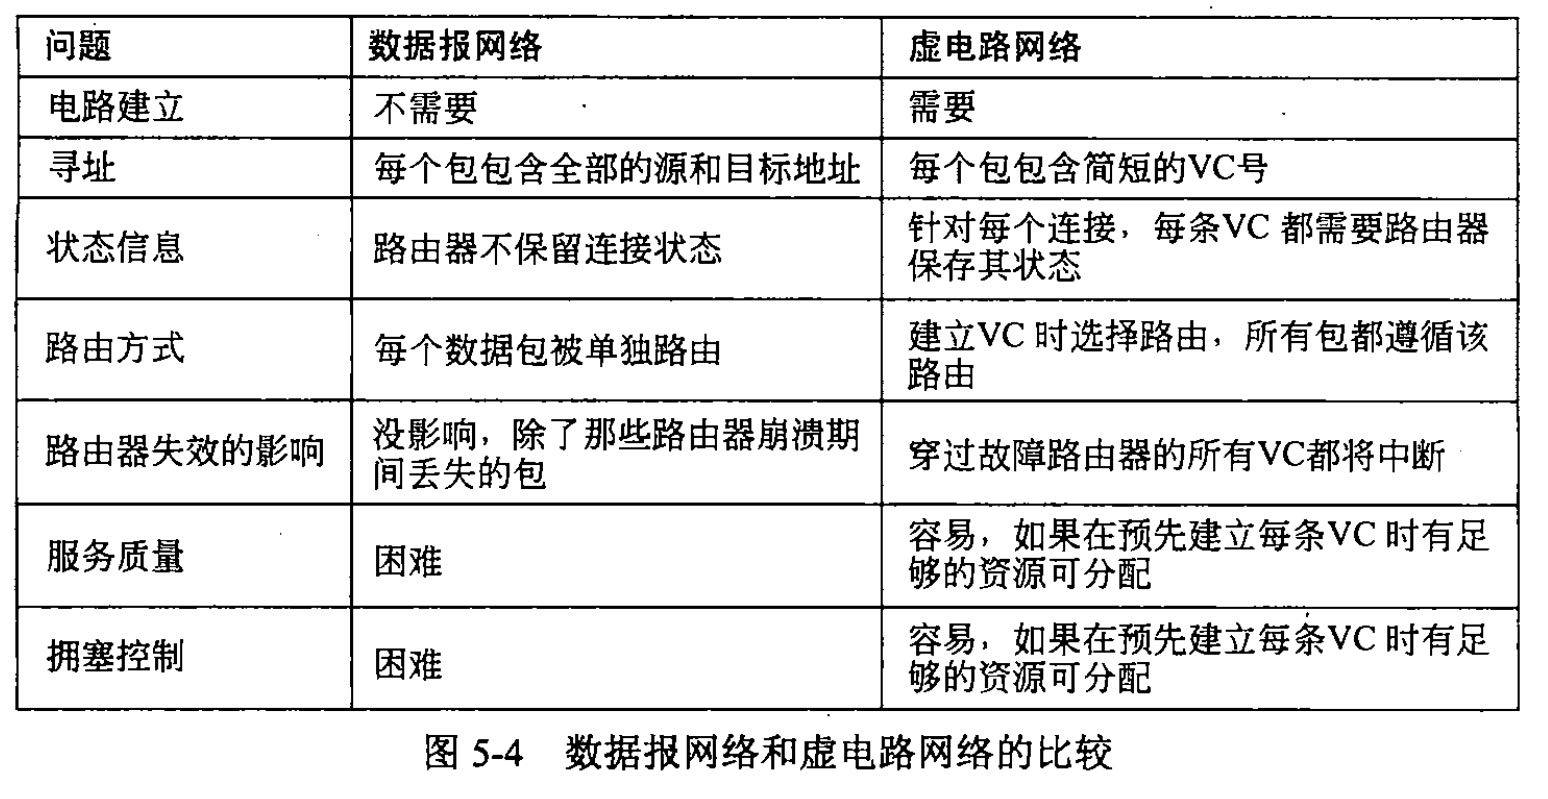 问题 数据报网络 虚电路网络
电路建立 不需要 需要
寻址 每个包包含全部的源和目标地址 每个包包含简短的VC号
状态信息 路由器不保留连接状态 针对每个连接，每条VC 都需要路由器
保存其状态
路由方式 每个数据包被单独路由 建立VC 时选择路由，所有包都遵循该
路由
路由器失效的影响 没影响，除了那些路由器崩溃期
间丢失的包 穿过故障路由器的所有VC都将中断
服务质量 困难 容易，如果在预先建立每条VC 时有足
够的资源可分配
拥塞控制 困难 容易，如果在预先建立每条VC 时有足
够的资源可分配
图 5-4 数据报网络和虚电路网络的比较